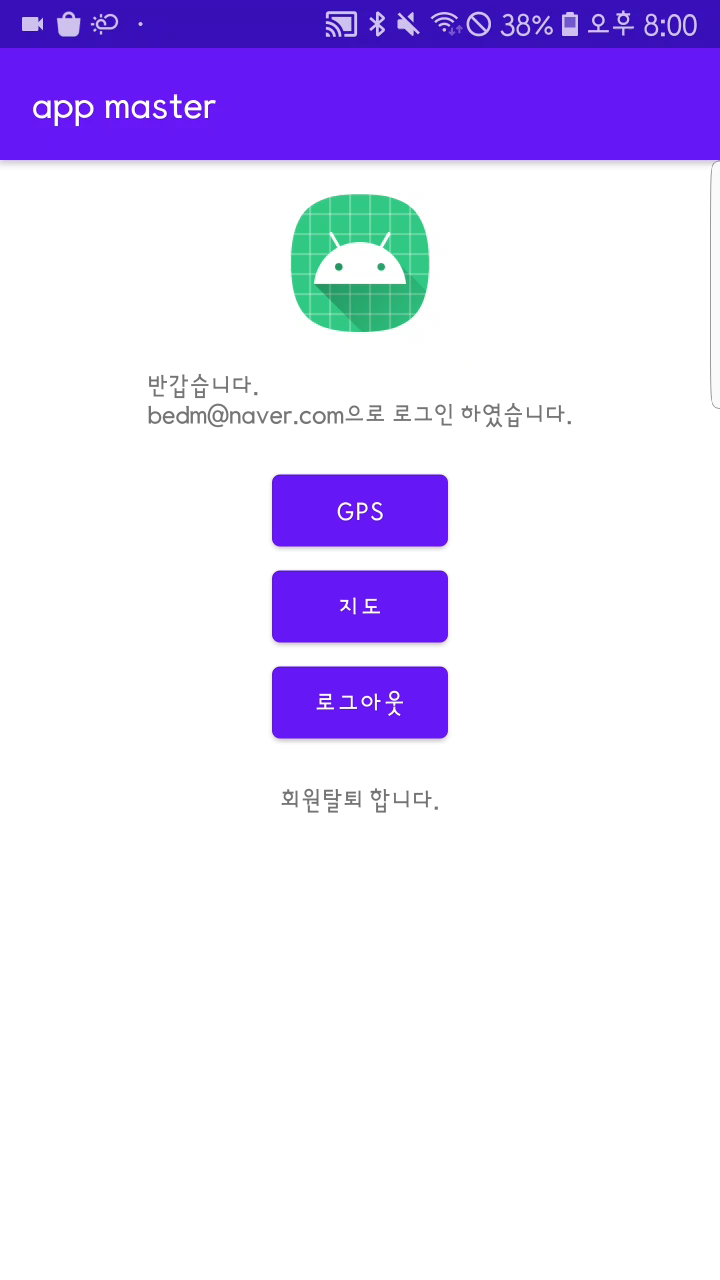 38% 오후 8:00
app master
반갑습니다.
bedm@naver.com으로 로그인 하였습니다.
GPS
지도
로그아웃
회원탈퇴 합니다.